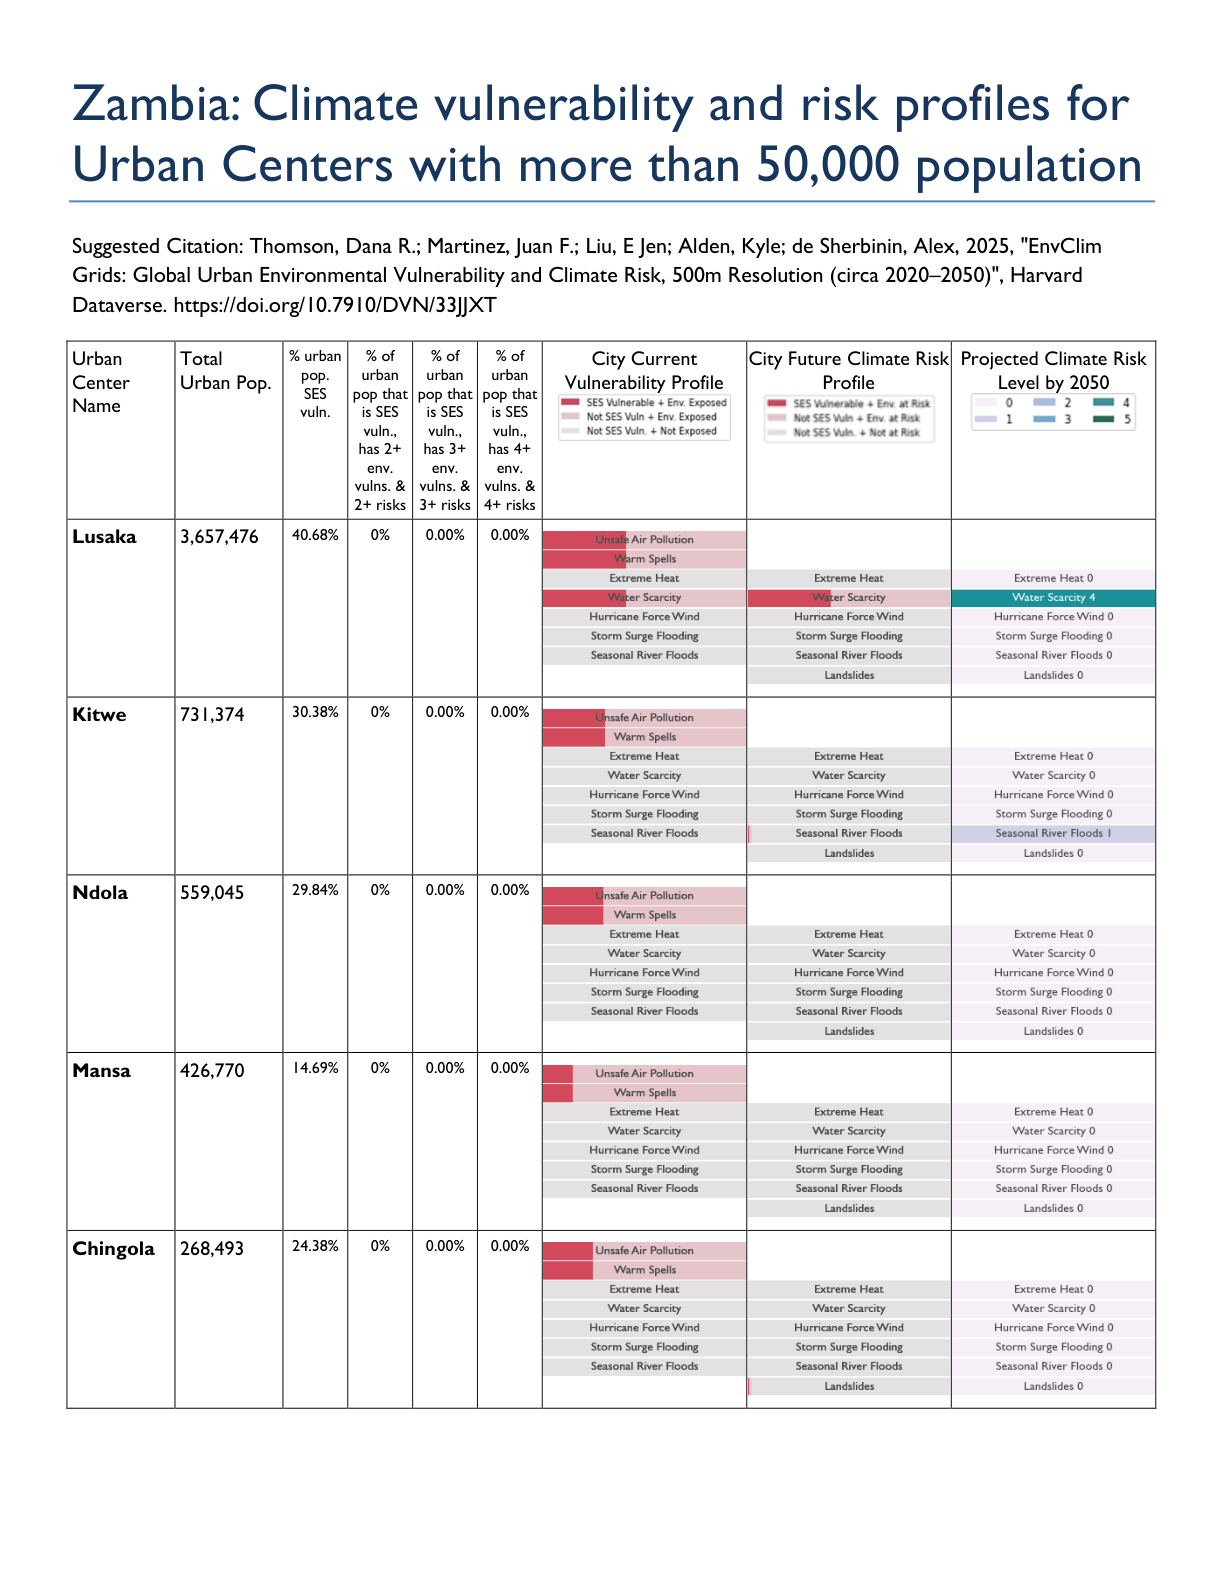 Zambia: Climate vulnerability and risk profiles for
Urban Centers with more than 50,000 population
Suggested Citation: Thomson, Dana R.; Martinez, Juan F.; Liu, E Jen; Alden, Kyle; de Sherbinin, Alex, 2025, "EnvClim
Grids: Global Urban Environmental Vulnerability and Climate Risk, 500m Resolution (circa 2020–2050)", Harvard
Dataverse. https://doi.org/10.7910/DVN/33JJXT
Urban
Center
Name
Total
Urban Pop.
% urban
pop.
SES
vuln.
% of
urban
pop that
is SES
vuln.,
has 2+
env.
vulns. &
2+ risks
% of
urban
pop that
is SES
vuln.,
has 3+
env.
vulns. &
3+ risks
% of
urban
pop that
is SES
vuln.,
has 4+
env.
vulns. &
4+ risks
City Current
Vulnerability Profile
SES Vulnerable + Env. Exposed
Not SES Vuln + Env. Exposed
Not SES Vuln. + Not Exposed
City Future Climate Risk
Profile
SES Vulnerable + Env. at Risk
Not SES Vuln + Env. at Risk
Not SES Vuln. + Not at Risk
Projected Climate Risk
Level by 2050
0 2 4
1 3 5
Lusaka 3,657,476 40.68% 0% 0.00% 0.00%
Unsafe Air Pollution
Warm Spells
Extreme Heat
Water Scarcity
Hurricane Force Wind
Storm Surge Flooding
Seasonal River Floods
Extreme Heat
Water Scarcity
Hurricane Force Wind
Storm Surge Flooding
Seasonal River Floods
Landslides
Extreme Heat 0
Water Scarcity 4
Hurricane Force Wind 0
Storm Surge Flooding 0
Seasonal River Floods 0
Landslides 0
Kitwe 731,374 30.38% 0% 0.00% 0.00%
Unsafe Air Pollution
Warm Spells
Extreme Heat
Water Scarcity
Hurricane Force Wind
Storm Surge Flooding
Seasonal River Floods
Extreme Heat
Water Scarcity
Hurricane Force Wind
Storm Surge Flooding
Seasonal River Floods
Landslides
Extreme Heat 0
Water Scarcity 0
Hurricane Force Wind 0
Storm Surge Flooding 0
Seasonal River Floods 1
Landslides 0
Ndola 559,045 29.84% 0% 0.00% 0.00%
Unsafe Air Pollution
Warm Spells
Extreme Heat
Water Scarcity
Hurricane Force Wind
Storm Surge Flooding
Seasonal River Floods
Extreme Heat
Water Scarcity
Hurricane Force Wind
Storm Surge Flooding
Seasonal River Floods
Landslides
Extreme Heat 0
Water Scarcity 0
Hurricane Force Wind 0
Storm Surge Flooding 0
Seasonal River Floods 0
Landslides 0
Mansa 426,770 14.69% 0% 0.00% 0.00%
Unsafe Air Pollution
Warm Spells
Extreme Heat
Water Scarcity
Hurricane Force Wind
Storm Surge Flooding
Seasonal River Floods
Extreme Heat
Water Scarcity
Hurricane Force Wind
Storm Surge Flooding
Seasonal River Floods
Landslides
Extreme Heat 0
Water Scarcity 0
Hurricane Force Wind 0
Storm Surge Flooding 0
Seasonal River Floods 0
Landslides 0
Chingola 268,493 24.38% 0% 0.00% 0.00%
Unsafe Air Pollution
Warm Spells
Extreme Heat
Water Scarcity
Hurricane Force Wind
Storm Surge Flooding
Seasonal River Floods
Extreme Heat
Water Scarcity
Hurricane Force Wind
Storm Surge Flooding
Seasonal River Floods
Landslides
Extreme Heat 0
Water Scarcity 0
Hurricane Force Wind 0
Storm Surge Flooding 0
Seasonal River Floods 0
Landslides 0